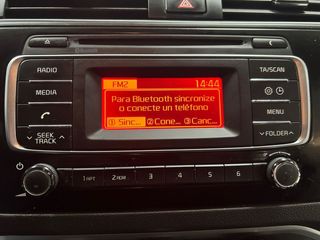 Bluetooth
RADIO
FM2 14:44
TA/SCAN
MEDIA
Para Bluetooth sincronize
o conecte un teléfono
MENU
① Sinc... ② Cone... ③ Canc...
SEEK
TRACK
FOLDER
1 RPT 2 RDM 3 4 5 6